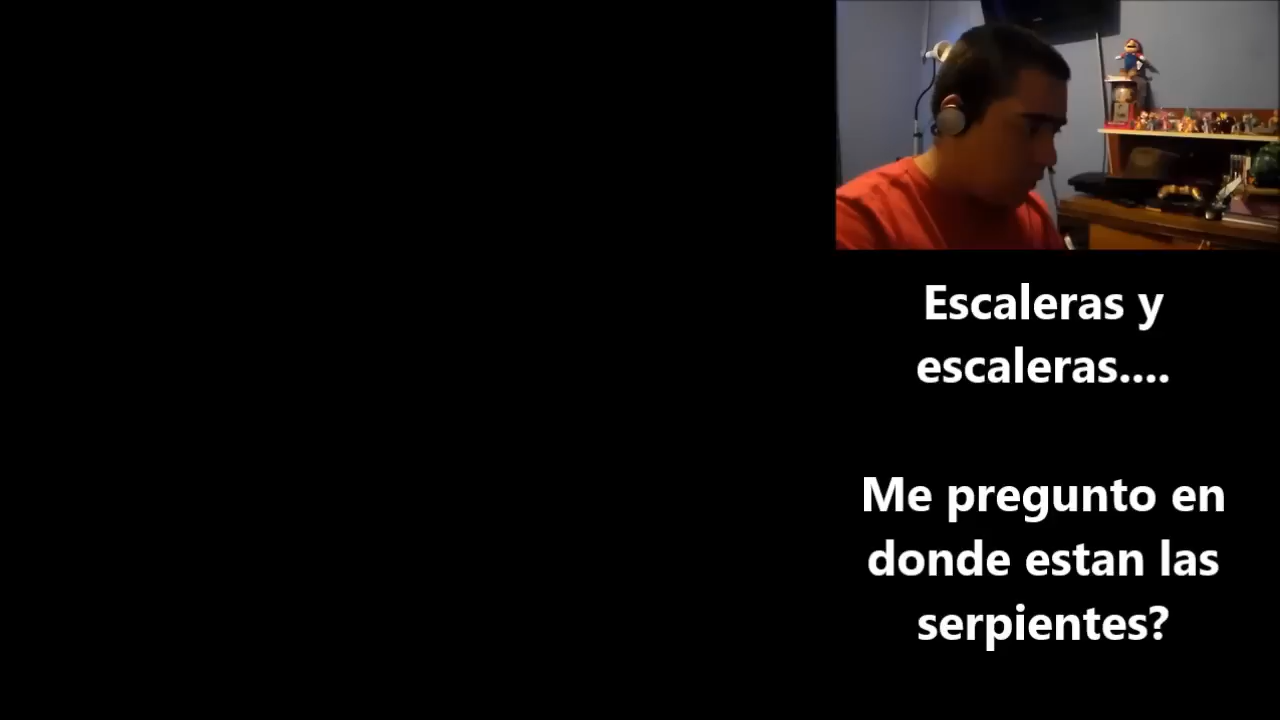 Escaleras y
escaleras....
Me pregunto en
donde estan las
serpientes?